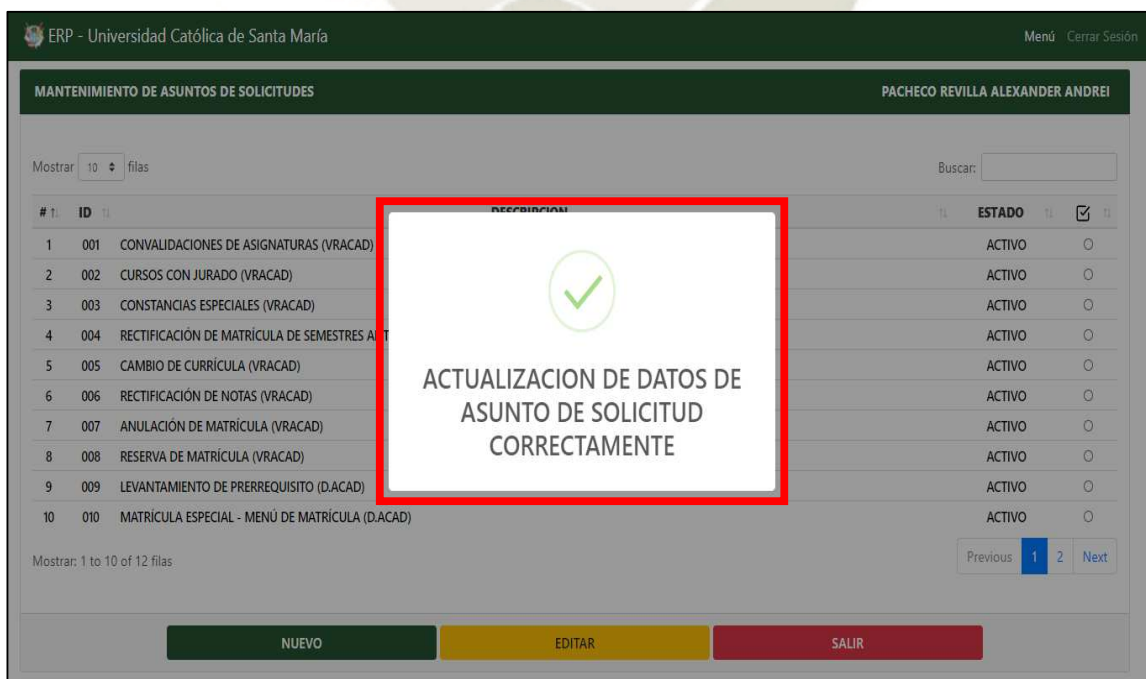 ERP - Universidad Católica de Santa María Menú Cerrar Sesión
MANTENIMIENTO DE ASUNTOS DE SOLICITUDES PACHECO REVILLA ALEXANDER ANDREI
Mostrar 10 filas Buscar:
# ID DESCRIPCION ESTADO
1 001 CONVALIDACIONES DE ASIGNATURAS (VRACAD) ACTIVO
2 002 CURSOS CON JURADO (VRACAD) ACTIVO
3 003 CONSTANCIAS ESPECIALES (VRACAD) ACTIVO
4 004 RECTIFICACIÓN DE MATRÍCULA DE SEMESTRES ACTIVO
5 005 CAMBIO DE CURRÍCULA (VRACAD) ACTIVO
6 006 RECTIFICACIÓN DE NOTAS (VRACAD) ACTIVO
7 007 ANULACIÓN DE MATRÍCULA (VRACAD) ACTIVO
8 008 RESERVA DE MATRÍCULA (VRACAD) ACTIVO
9 009 LEVANTAMIENTO DE PRERREQUISITO (D.ACAD) ACTIVO
10 010 MATRÍCULA ESPECIAL - MENÚ DE MATRÍCULA (D.ACAD) ACTIVO
ACTUALIZACION DE DATOS DE
ASUNTO DE SOLICITUD
CORRECTAMENTE
Mostrar: 1 to 10 of 12 filas Previous 1 2 Next
NUEVO EDITAR SALIR